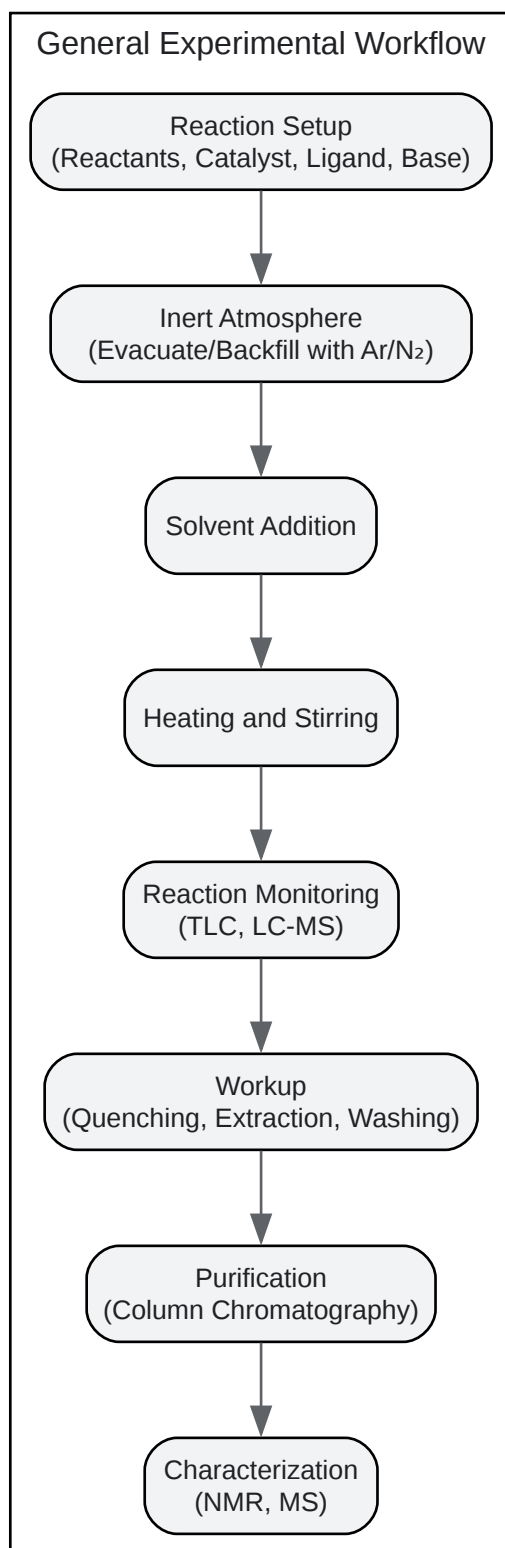 General Experimental Workflow
Reaction Setup
(Reactants, Catalyst, Ligand, Base)
Inert Atmosphere
(Evacuate/Backfill with Ar/N₂)
Solvent Addition
Heating and Stirring
Reaction Monitoring
(TLC, LC-MS)
Workup
(Quenching, Extraction, Washing)
Purification
(Column Chromatography)
Characterization
(NMR, MS)